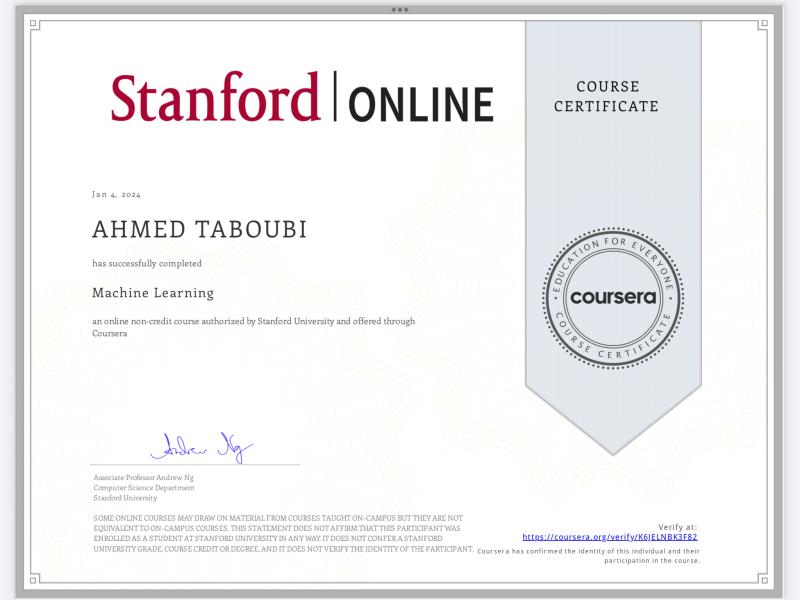 Stanford | ONLINE
COURSE
CERTIFICATE
Jan 4, 2024
AHMED TABOUBI
has successfully completed
Machine Learning
an online non-credit course authorized by Stanford University and offered through
Coursera
EDUCATION FOR EVERYONE
coursera
COURSE CERTIFICATE
Andrew Ng
Associate Professor Andrew Ng
Computer Science Department
Stanford University
SOME ONLINE COURSES MAY DRAW ON MATERIAL FROM COURSES TAUGHT ON-CAMPUS BUT THEY ARE NOT
EQUIVALENT TO ON-CAMPUS COURSES. THIS STATEMENT DOES NOT AFFIRM THAT THIS PARTICIPANT WAS
ENROLLED AS A STUDENT AT STANFORD UNIVERSITY IN ANY WAY. IT DOES NOT CONFER A STANFORD
UNIVERSITY GRADE, COURSE CREDIT OR DEGREE, AND IT DOES NOT VERIFY THE IDENTITY OF THE PARTICIPANT.
Verify at:
https://coursera.org/verify/K6JELNBK3F82
Coursera has confirmed the identity of this individual and their
participation in the course.